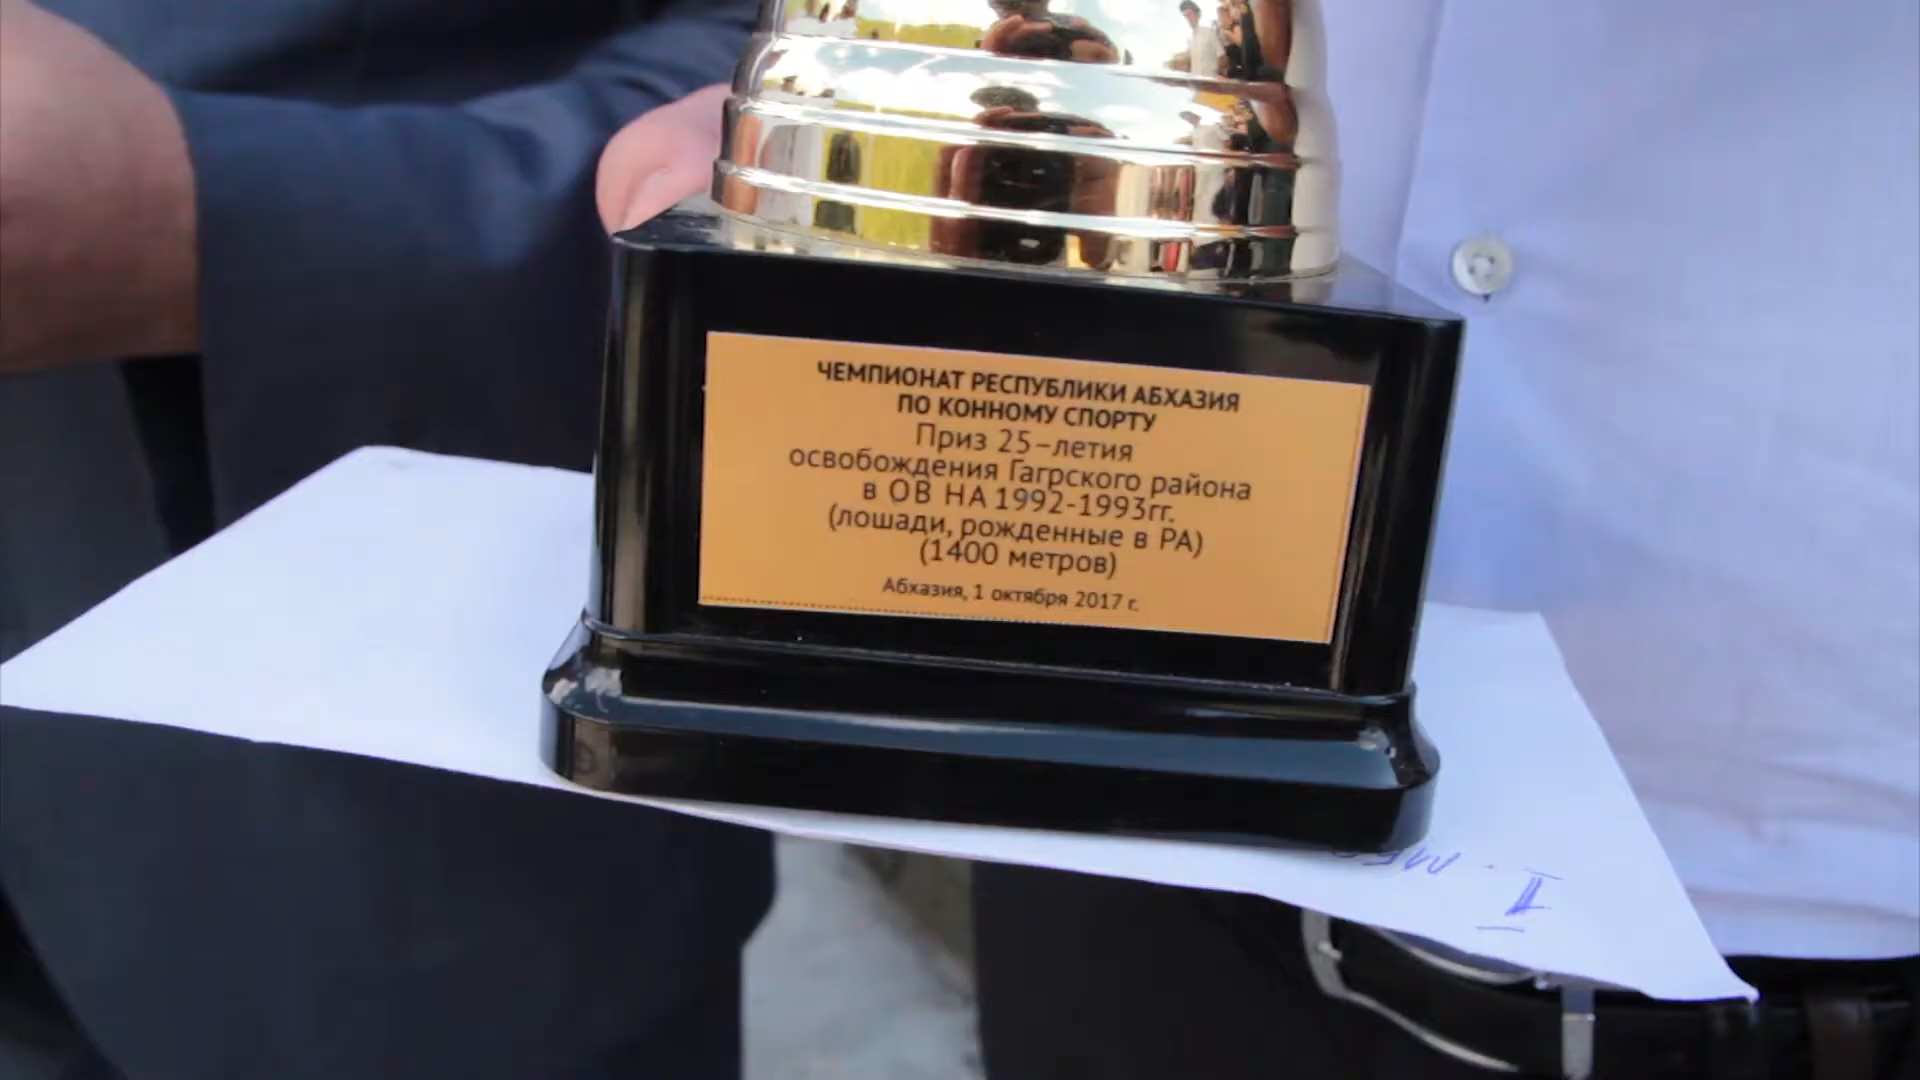 ЧЕМПИОНАТ РЕСПУБЛИКИ АБХАЗИЯ
ПО КОННОМУ СПОРТУ
Приз 25-летия
освобождения Гагрского района
в ОВ НА 1992-1993гг.
(лошади, рожденные в РА)
(1400 метров)
Абхазия, 1 октября 2017 г.
I